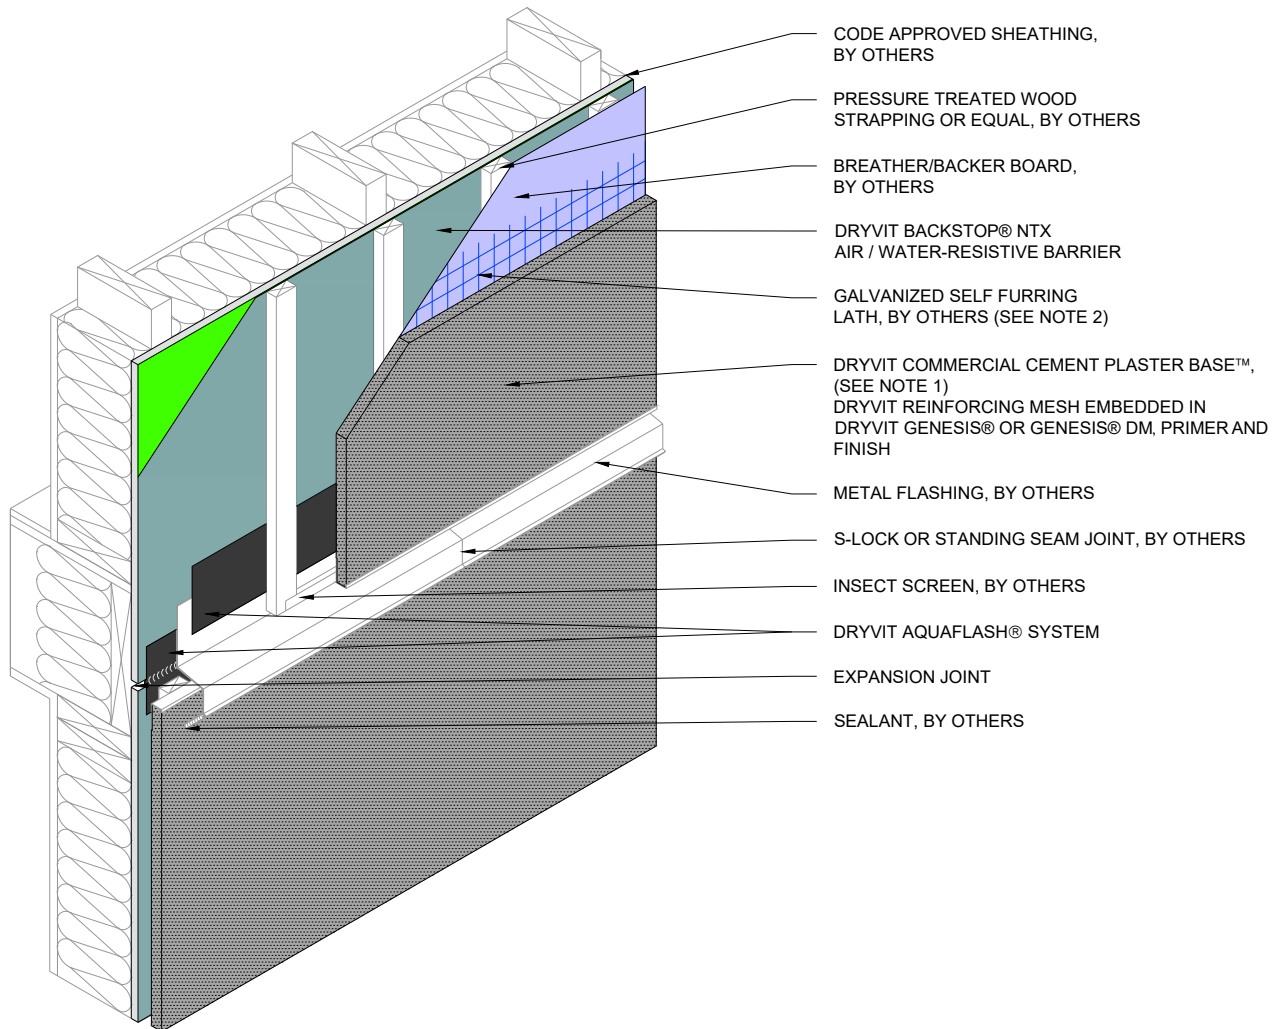 CODE APPROVED SHEATHING,
BY OTHERS
PRESSURE TREATED WOOD
STRAPPING OR EQUAL, BY OTHERS
BREATHER/BACKER BOARD,
BY OTHERS
DRYVIT BACKSTOP® NTX
AIR / WATER-RESISTIVE BARRIER
GALVANIZED SELF FURRING
LATH, BY OTHERS (SEE NOTE 2)
DRYVIT COMMERCIAL CEMENT PLASTER BASE™,
(SEE NOTE 1)
DRYVIT REINFORCING MESH EMBEDDED IN
DRYVIT GENESIS® OR GENESIS® DM, PRIMER AND
FINISH
METAL FLASHING, BY OTHERS
S-LOCK OR STANDING SEAM JOINT, BY OTHERS
INSECT SCREEN, BY OTHERS
DRYVIT AQUAFLASH® SYSTEM
EXPANSION JOINT
SEALANT, BY OTHERS